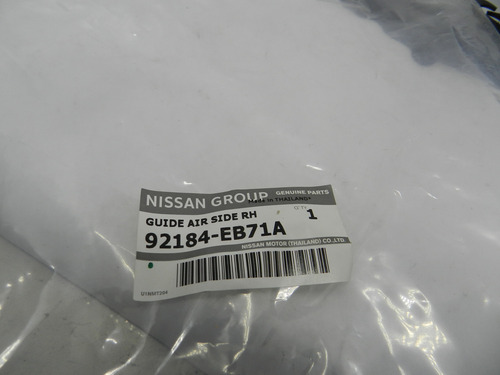 NISSAN GROUP GENUINE PARTS
Made in THAILAND
GUIDE AIR SIDE RH QTY 1
92184-EB71A
NISSAN MOTOR (THAILAND) CO.,LTD.